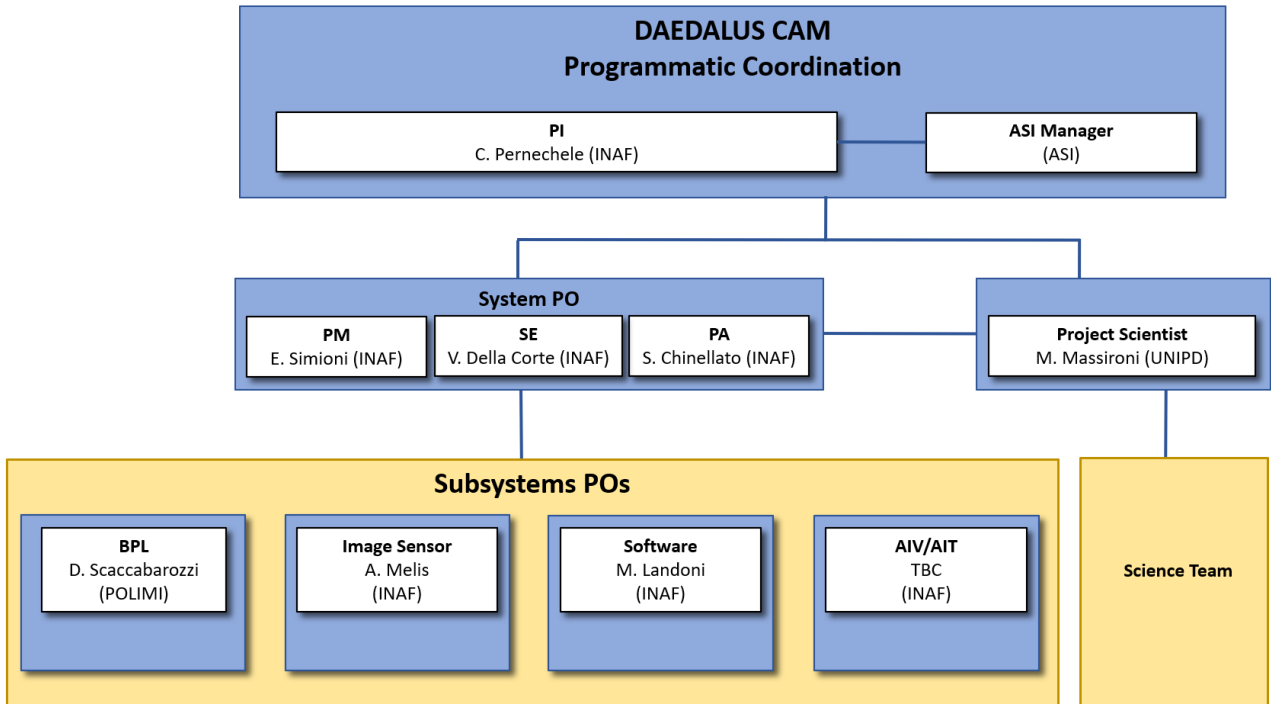 DAEDALUS CAM
Programmatic Coordination
PI
C. Pernechele (INAF)
ASI Manager
(ASI)
System PO
PM
E. Simioni (INAF)
SE
V. Della Corte (INAF)
PA
S. Chinellato (INAF)
Project Scientist
M. Massironi (UNIPD)
Subsystems POs
BPL
D. Scaccabarozzi
(POLIMI)
Image Sensor
A. Melis
(INAF)
Software
M. Landoni
(INAF)
AIV/AIT
TBC
(INAF)
Science Team